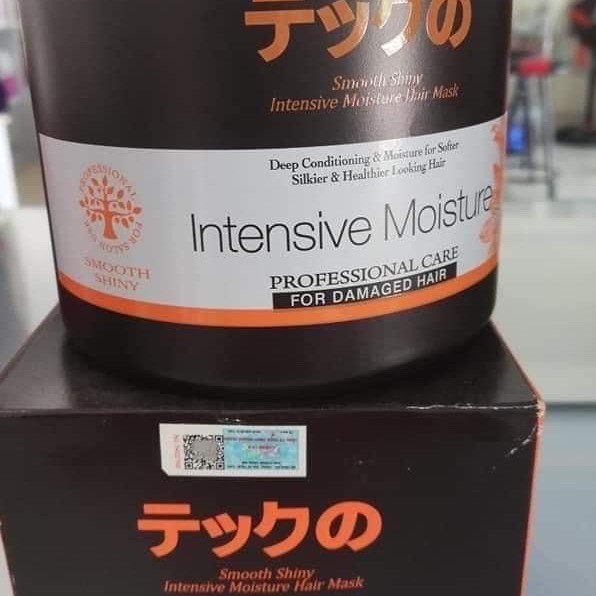 テックの
Smooth Shiny
Intensive Moisture Hair Mask
Deep Conditioning & Moisture for Softer
Silkier & Healthier Looking Hair
PROFESSIONAL
FOR SALON USE
SMOOTH
SHINY
Intensive Moisture
PROFESSIONAL CARE
FOR DAMAGED HAIR
テックの
Smooth Shiny
Intensive Moisture Hair Mask